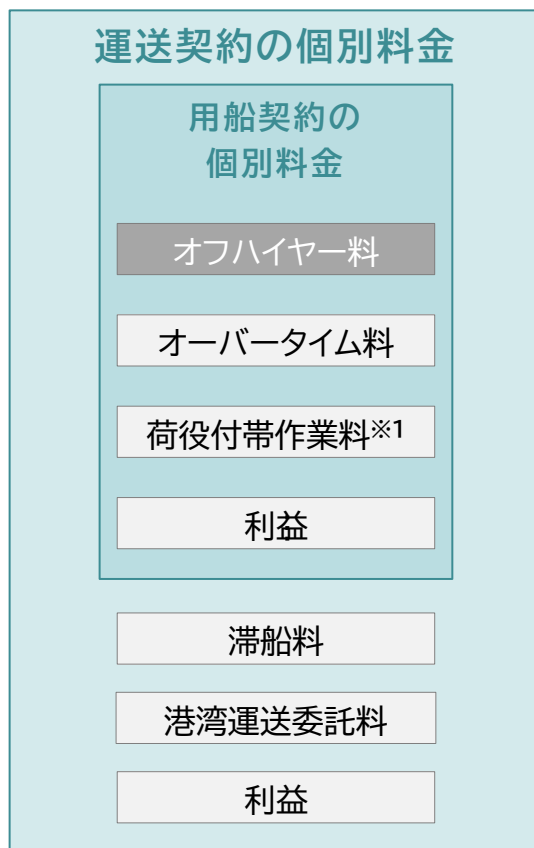 運送契約の個別料金
用船契約の
個別料金
オフハイヤー料
オーバータイム料
荷役付帯作業料※1
利益
滞船料
港湾運送委託料
利益